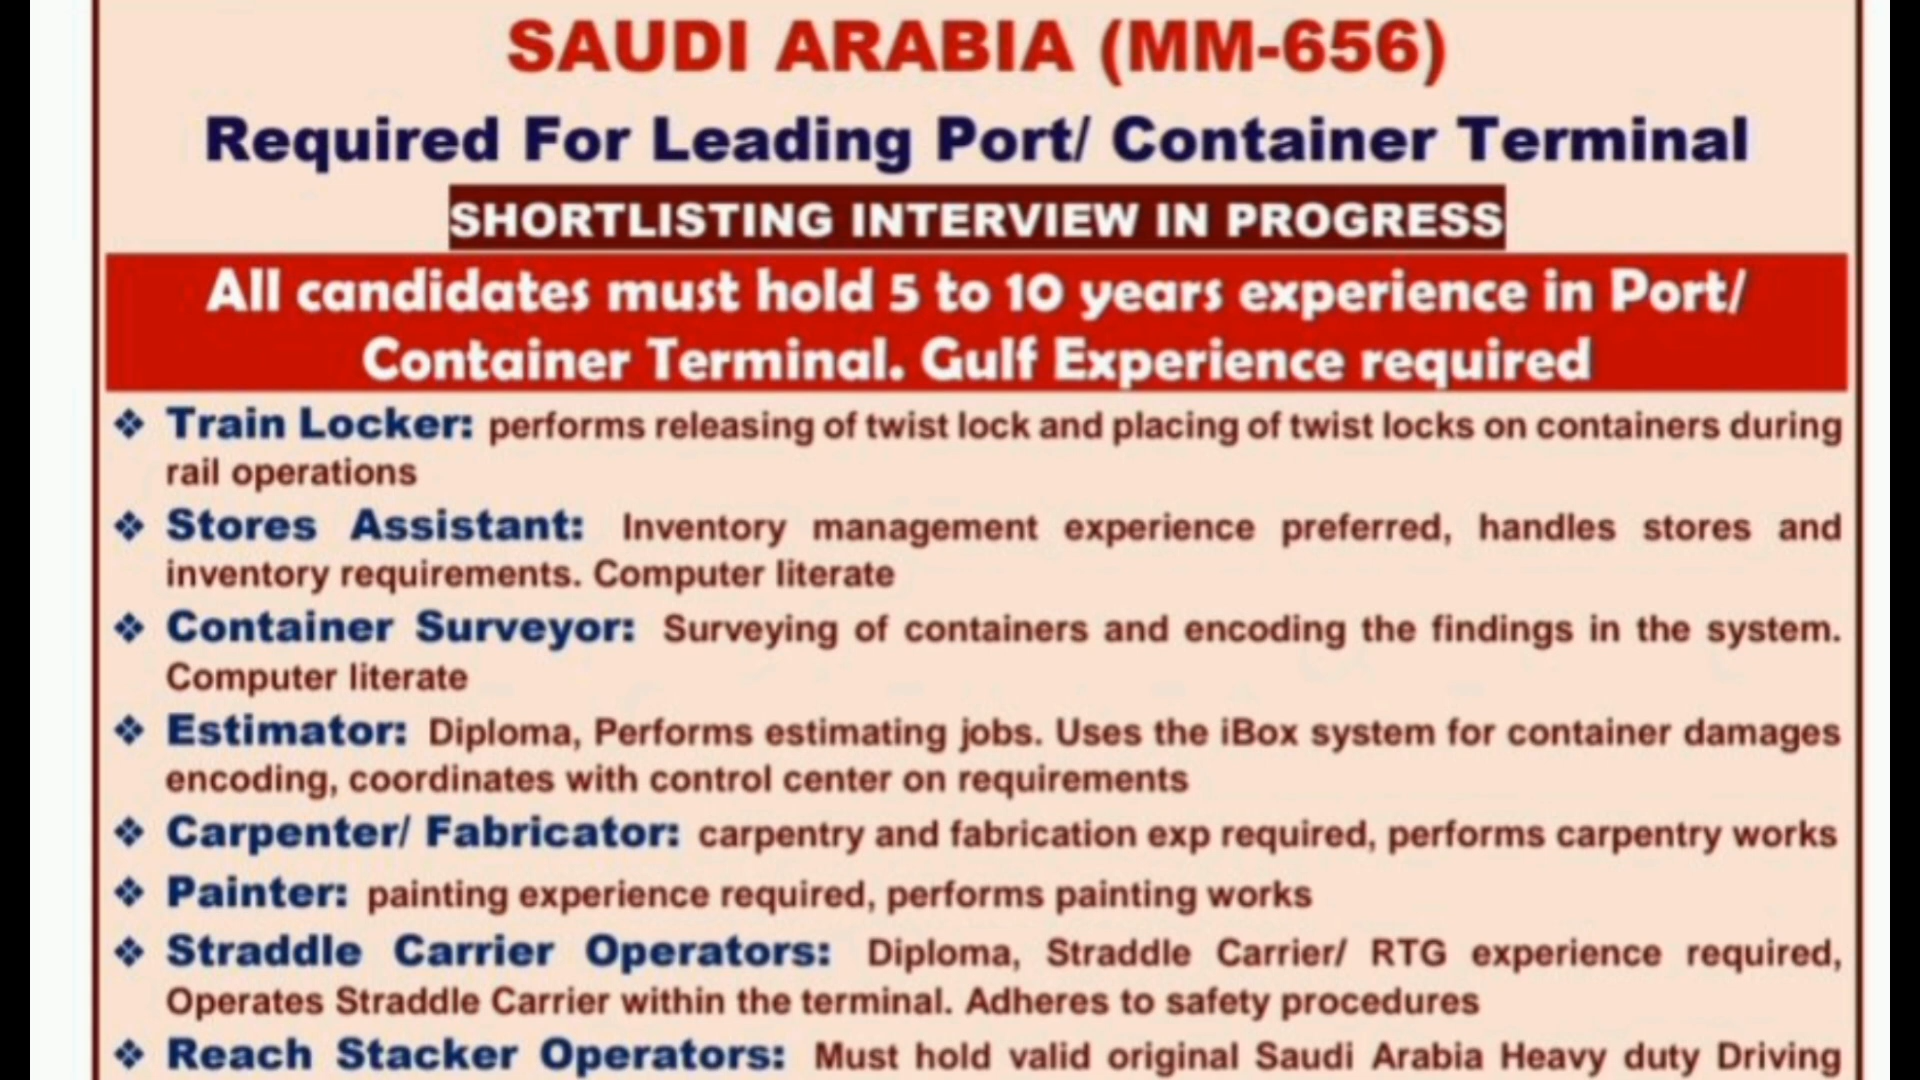 SAUDI ARABIA (MM-656)
Required For Leading Port/ Container Terminal
SHORTLISTING INTERVIEW IN PROGRESS
All candidates must hold 5 to 10 years experience in Port/
Container Terminal. Gulf Experience required
❖ Train Locker: performs releasing of twist lock and placing of twist locks on containers during
rail operations
❖ Stores Assistant: Inventory management experience preferred, handles stores and
inventory requirements. Computer literate
❖ Container Surveyor: Surveying of containers and encoding the findings in the system.
Computer literate
❖ Estimator: Diploma, Performs estimating jobs. Uses the iBox system for container damages
encoding, coordinates with control center on requirements
❖ Carpenter/ Fabricator: carpentry and fabrication exp required, performs carpentry works
❖ Painter: painting experience required, performs painting works
❖ Straddle Carrier Operators: Diploma, Straddle Carrier/ RTG experience required,
Operates Straddle Carrier within the terminal. Adheres to safety procedures
❖ Reach Stacker Operators: Must hold valid original Saudi Arabia Heavy duty Driving